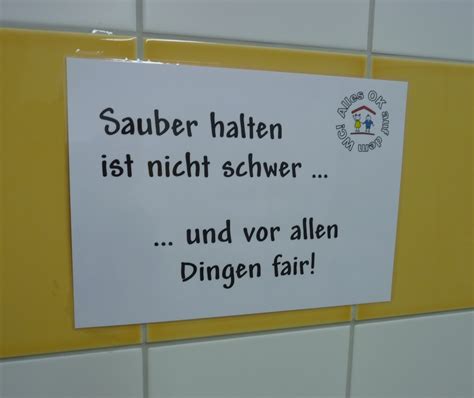 Alles OK auf dem WC!
Sauber halten
ist nicht schwer ...
... und vor allen
Dingen fair!